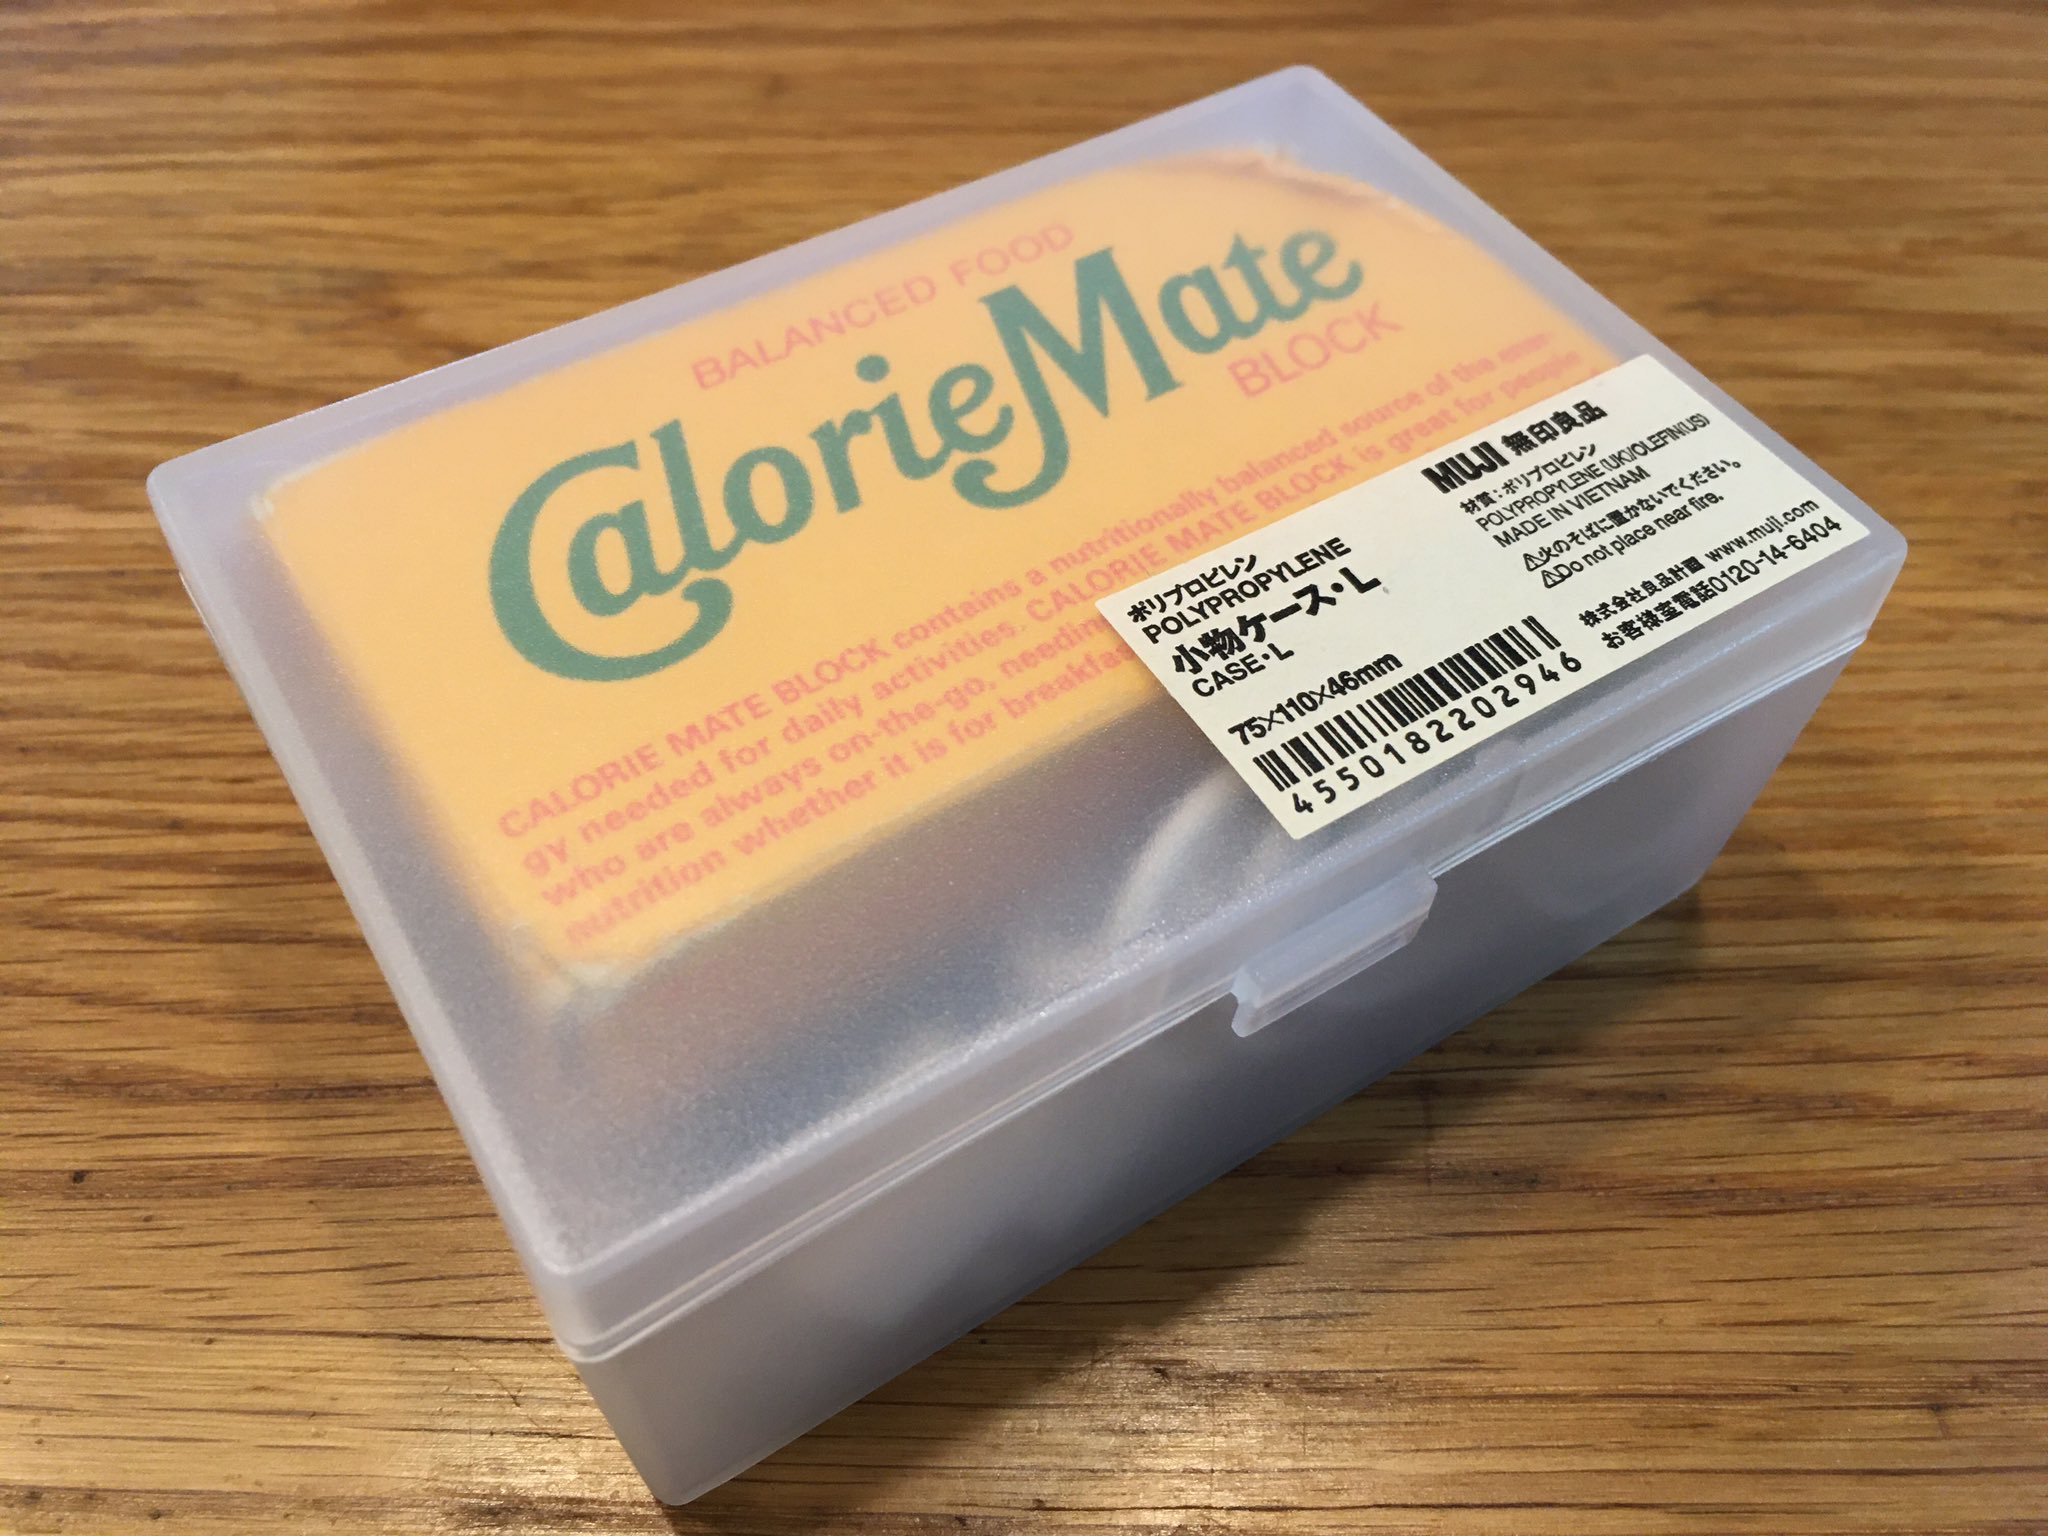 BALANCED FOOD
CalorieMate
BLOCK
CALORIE MATE BLOCK contains a nutritionally balanced source of the ener-
gy needed for daily activities. CALORIE MATE BLOCK is great for people
who are always on-the-go, needing
nutrition whether it is for breakfas
ポリプロピレン
POLYPROPYLENE
小物ケース・L
CASE・L
75×110×46mm
4550182202946
MUJI 無印良品
材質：ポリプロピレン
POLYPROPYLENE(UK)/OLEFIN(US)
MADE IN VIETNAM
⚠火のそばに置かないでください。
⚠Do not place near fire.
株式会社良品計画 www.muji.com
お客様室電話0120-14-6404